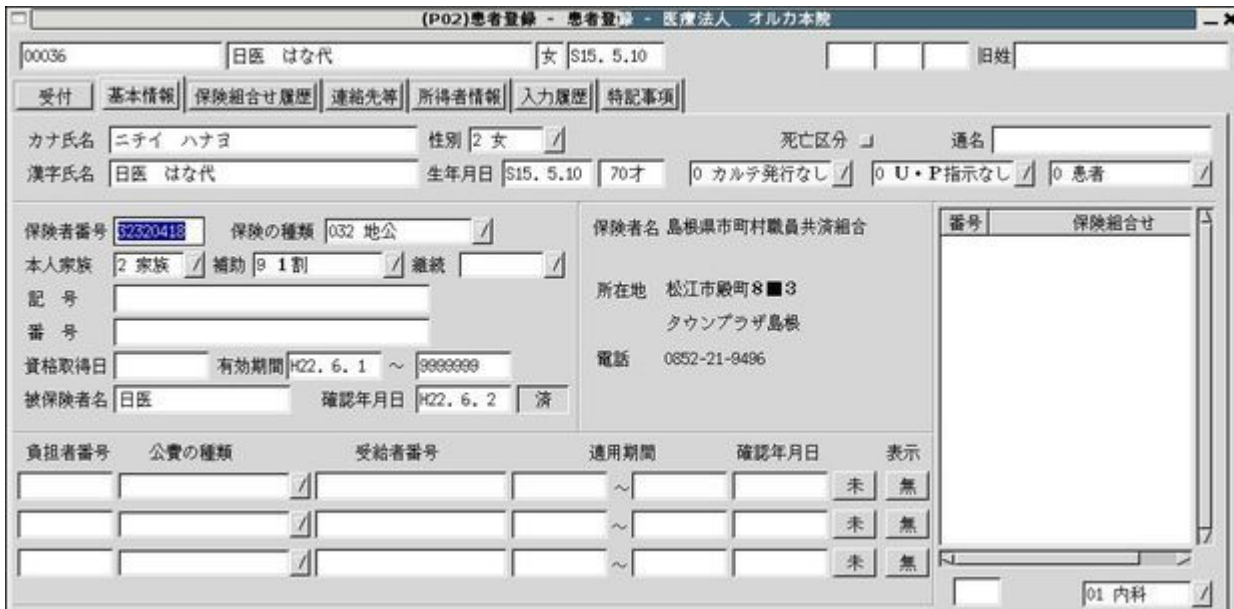 (P02)患者登録 - 患者登録 - 医療法人 オルカ本院
00036 日医 はな代 女 S15. 5.10 旧姓
受付 基本情報 保険組合せ履歴 連絡先等 所得者情報 入力履歴 特記事項
カナ氏名 ニチイ ハナヨ 性別 2 女 死亡区分 通名
漢字氏名 日医 はな代 生年月日 S15. 5.10 70才 0 カルテ発行なし 0 U・P指示なし 0 患者
保険者番号 32320418 保険の種類 032 地公 保険者名 島根県市町村職員共済組合 番号 保険組合せ
本人家族 2 家族 補助 9 1割 継続
記 号 所在地 松江市殿町8■3
番 号 タウンプラザ島根
資格取得日 有効期間 H22. 6. 1 ～ 9999999 電話 0852-21-9496
被保険者名 日医 確認年月日 H22. 6. 2 済
負担者番号 公費の種類 受給者番号 適用期間 確認年月日 表示
～ 未 無
～ 未 無
～ 未 無
01 内科